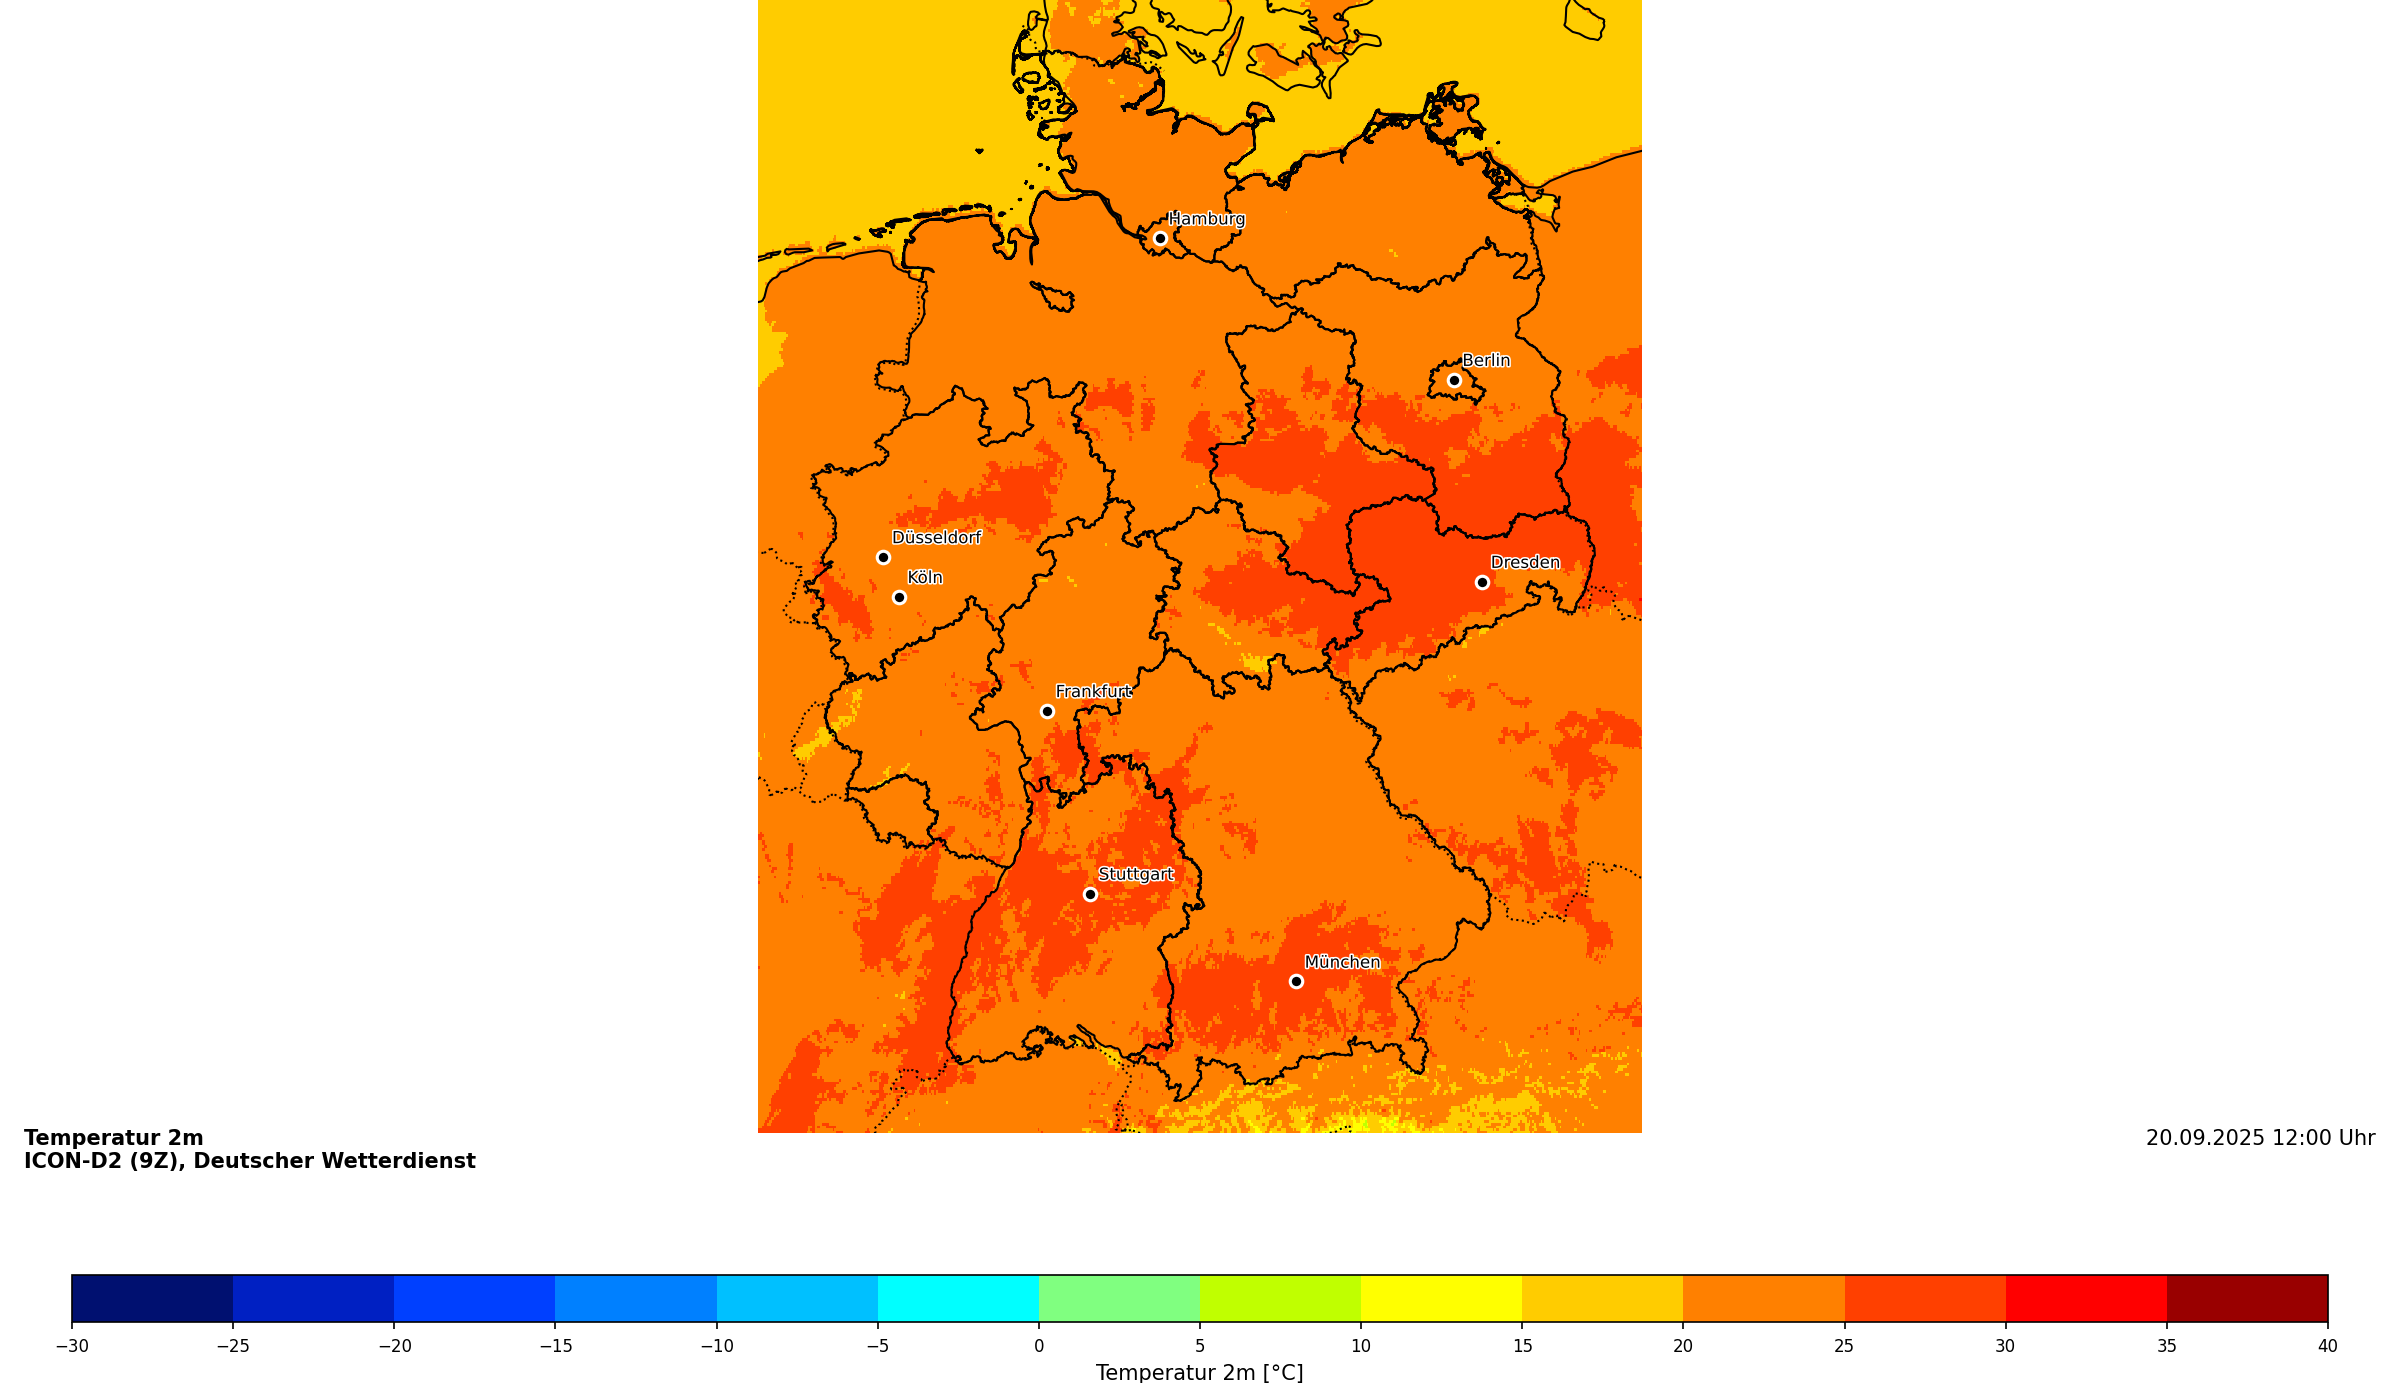 Hamburg
Berlin
Düsseldorf
Dresden
Köln
Frankfurt
Stuttgart
München
Temperatur 2m
ICON-D2 (9Z), Deutscher Wetterdienst
20.09.2025 12:00 Uhr
−30 −25 −20 −15 −10 −5 0 5 10 15 20 25 30 35 40
Temperatur 2m [°C]